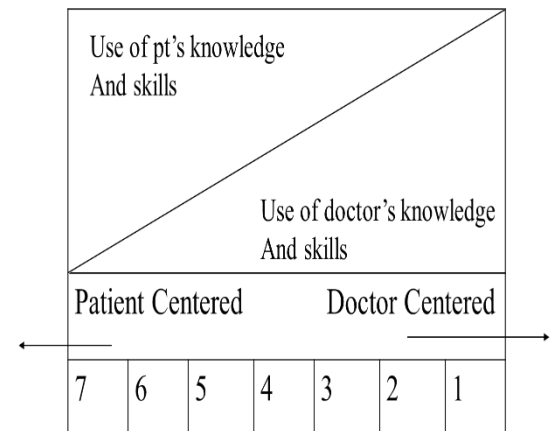 Use of pt's knowledge
And skills
Use of doctor's knowledge
And skills
Patient Centered Doctor Centered
7 6 5 4 3 2 1